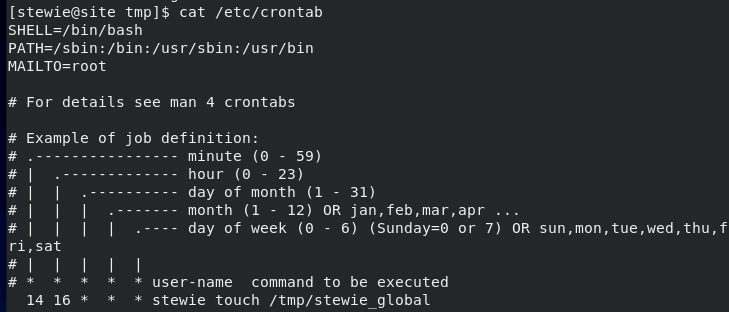 [stewie@site tmp]$ cat /etc/crontab
SHELL=/bin/bash
PATH=/sbin:/bin:/usr/sbin:/usr/bin
MAILTO=root

# For details see man 4 crontabs

# Example of job definition:
# .---------------- minute (0 - 59)
# |  .------------- hour (0 - 23)
# |  |  .---------- day of month (1 - 31)
# |  |  |  .------- month (1 - 12) OR jan,feb,mar,apr ...
# |  |  |  |  .---- day of week (0 - 6) (Sunday=0 or 7) OR sun,mon,tue,wed,thu,f
ri,sat
# |  |  |  |  |
# *  *  *  *  * user-name  command to be executed
  14 16 *  *  * stewie touch /tmp/stewie_global